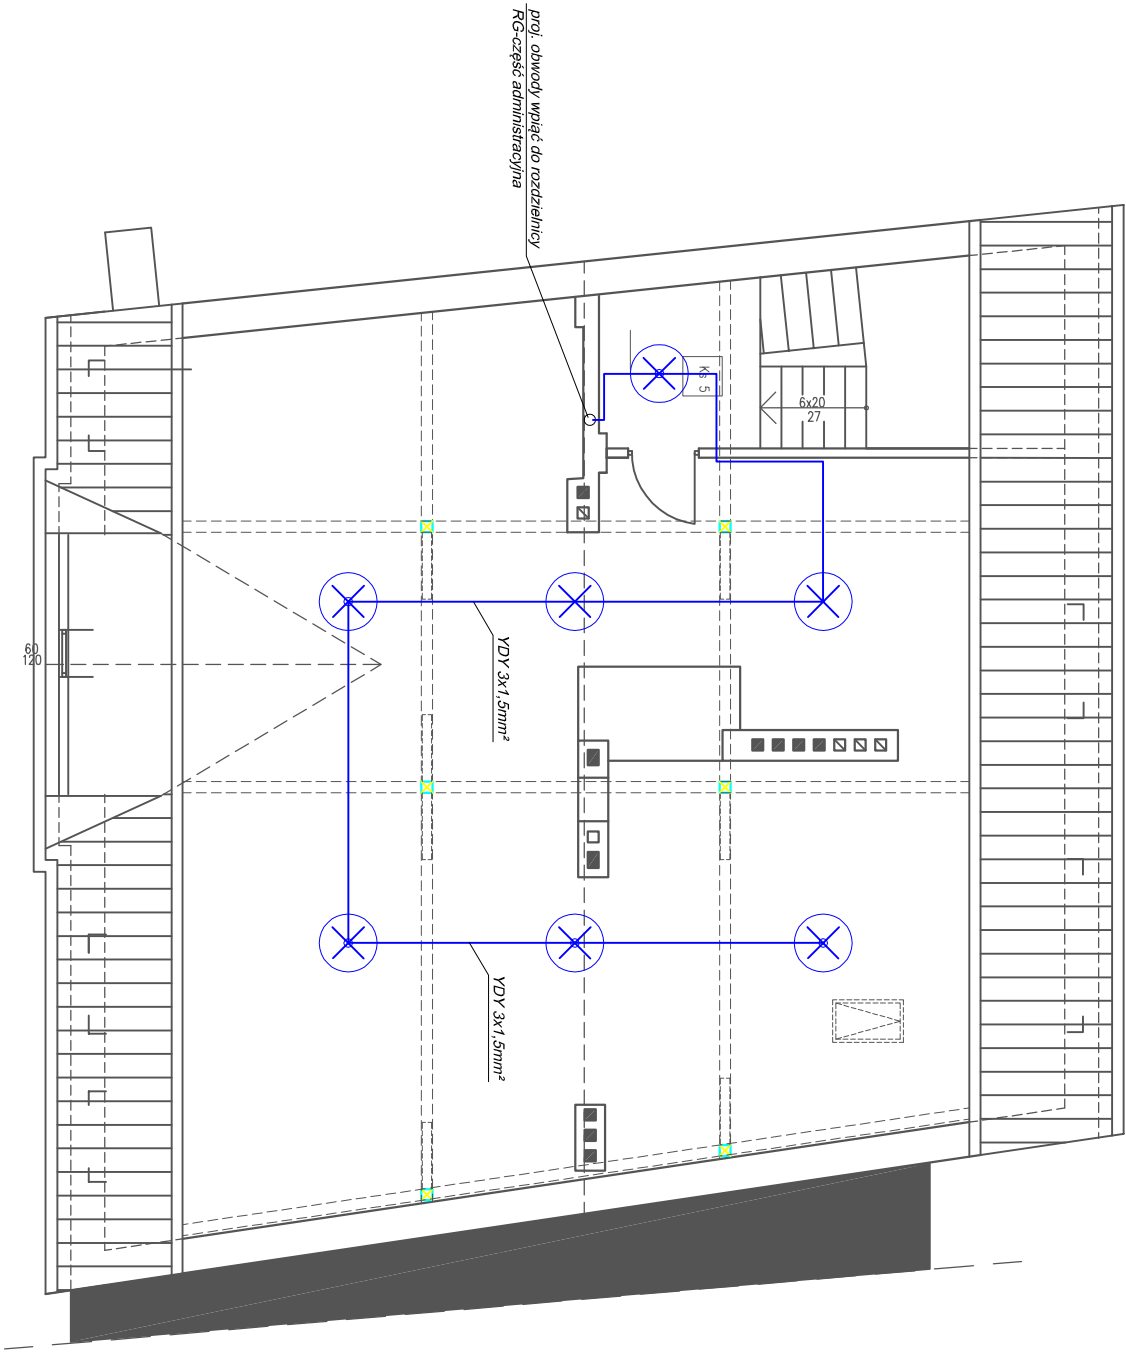 proj. obwody wpiąć do rozdzielnicy
RG-część administracyjna
Ks 5
6x20
27
60
120
YDY 3x1,5mm²
YDY 3x1,5mm²